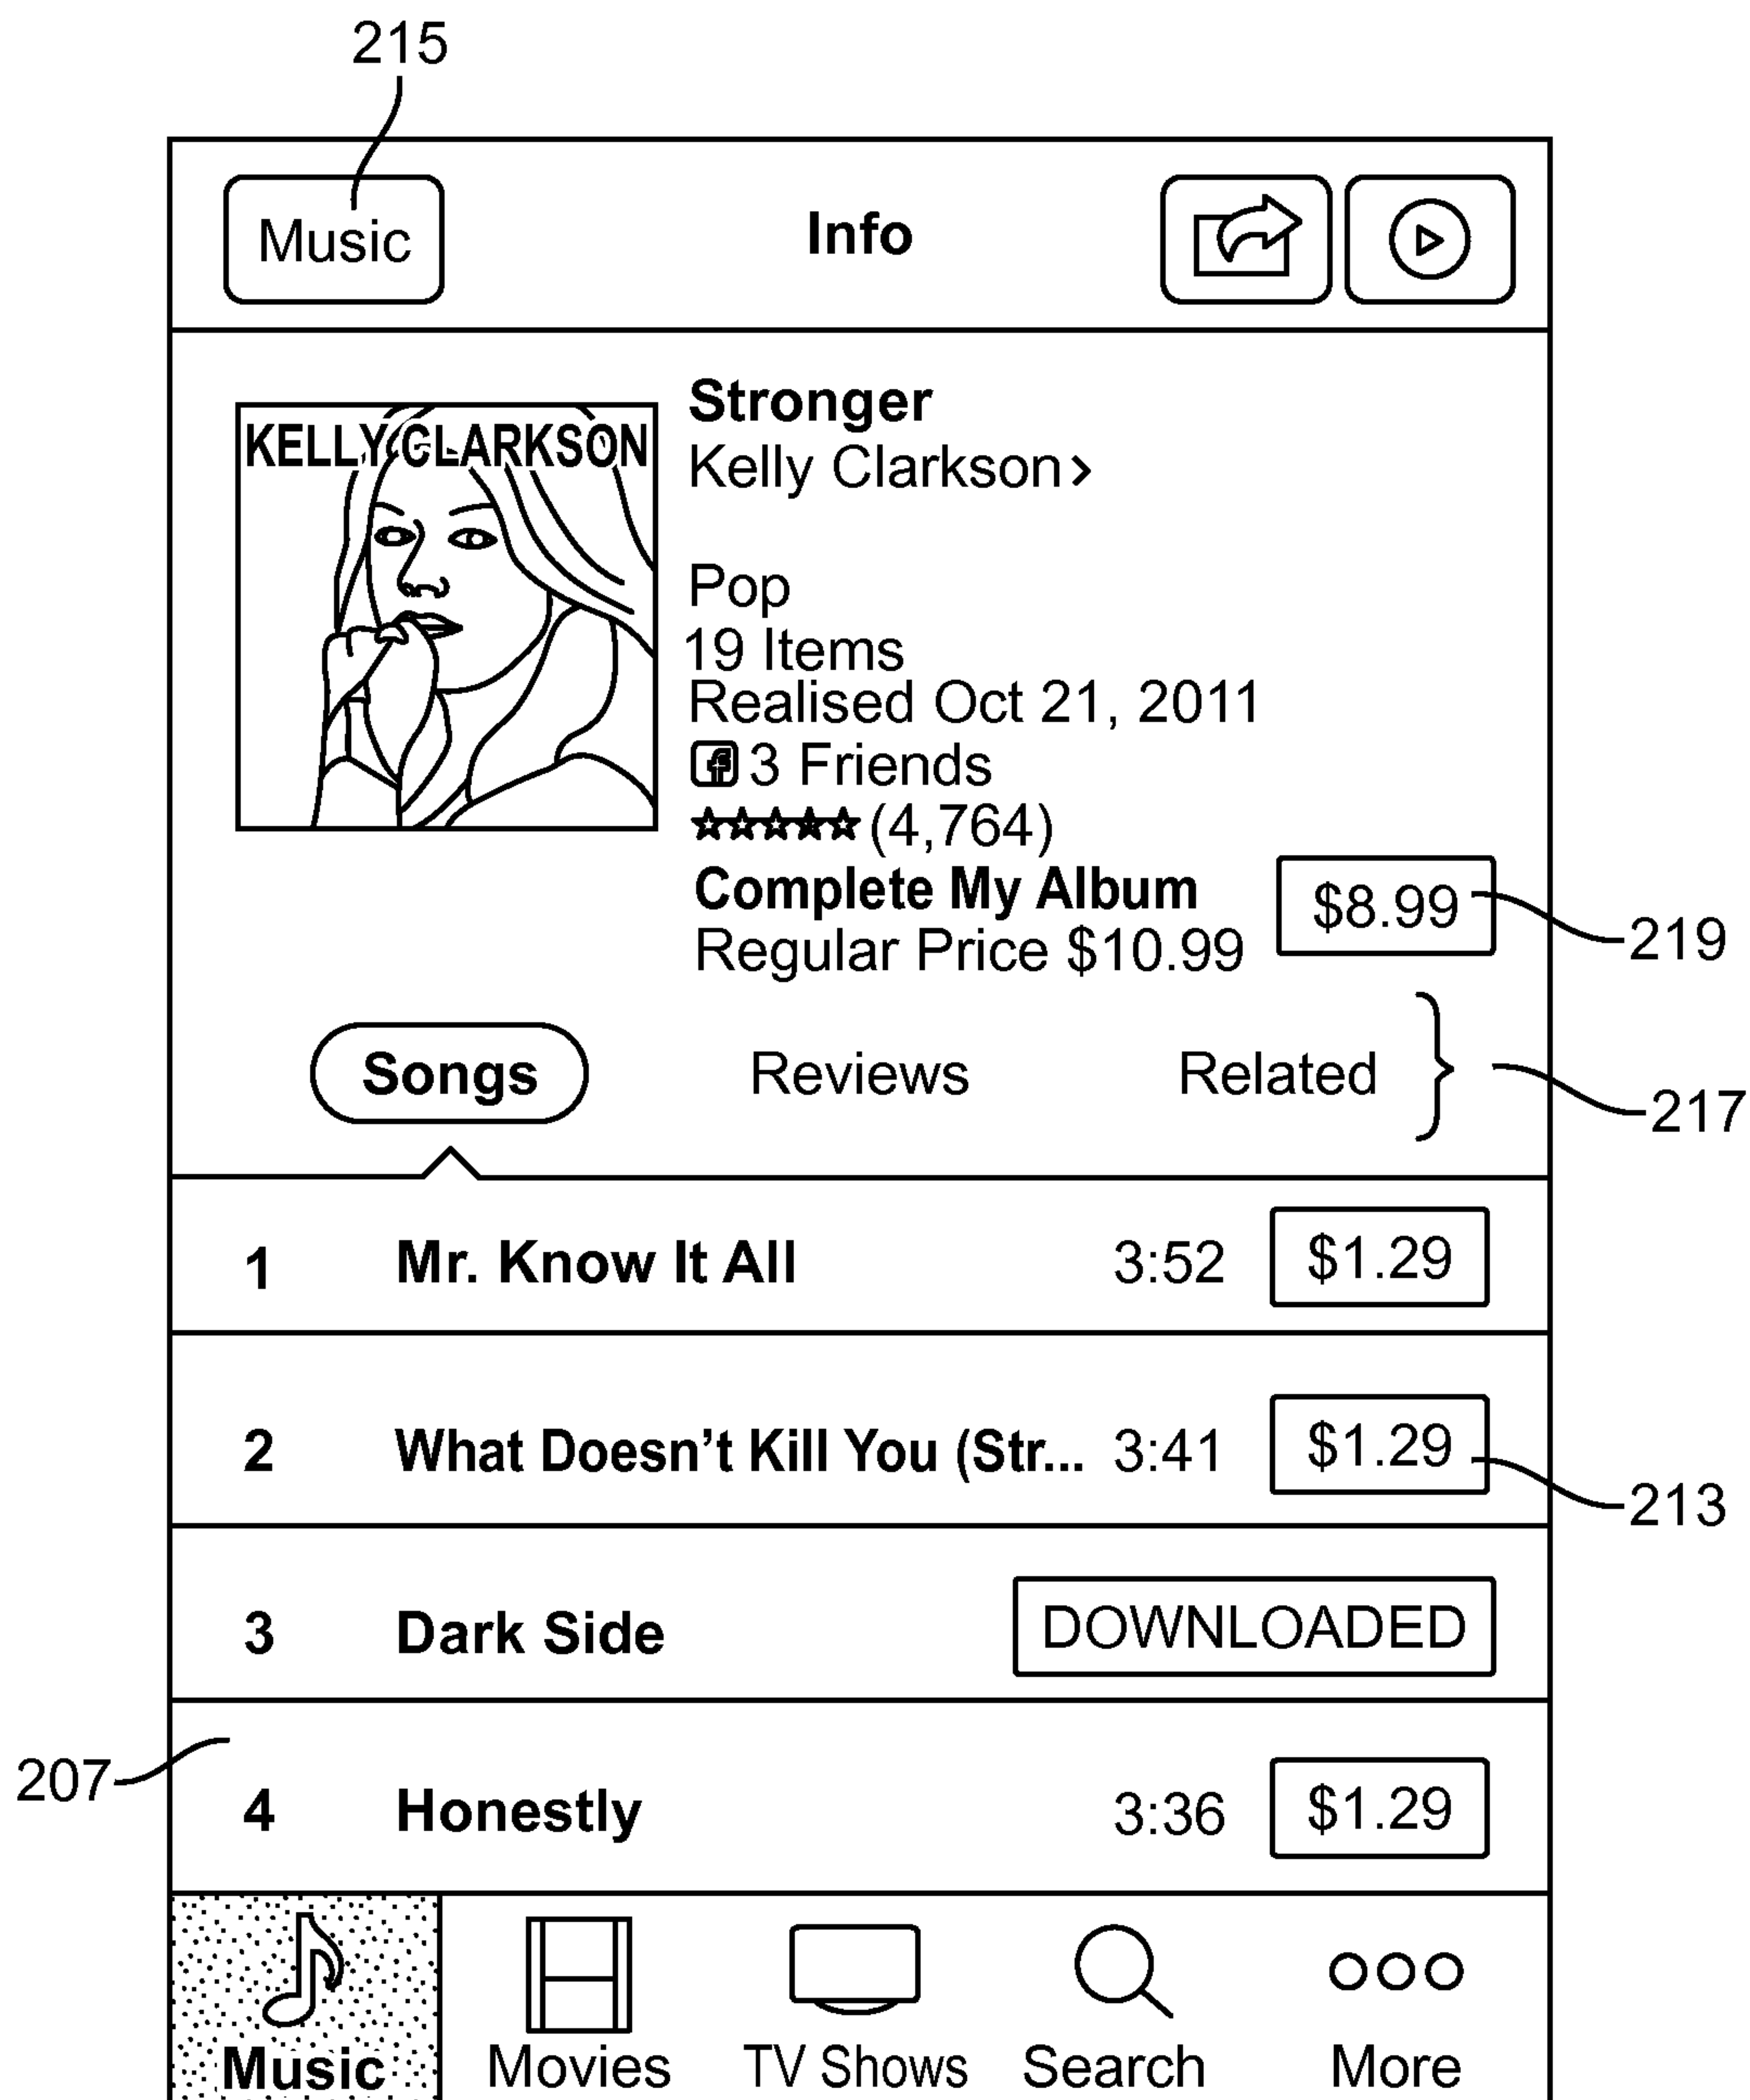 215
Music
Info
KELLY CLARKSON
Stronger
Kelly Clarkson>
Pop
19 Items
Realised Oct 21, 2011
f 3 Friends
(4,764)
Complete My Album
Regular Price $10.99
$8.99
219
Songs Reviews Related
217
1 Mr. Know It All 3:52 $1.29
2 What Doesn't Kill You (Str... 3:41 $1.29
213
3 Dark Side DOWNLOADED
207
4 Honestly 3:36 $1.29
Music Movies TV Shows Search More